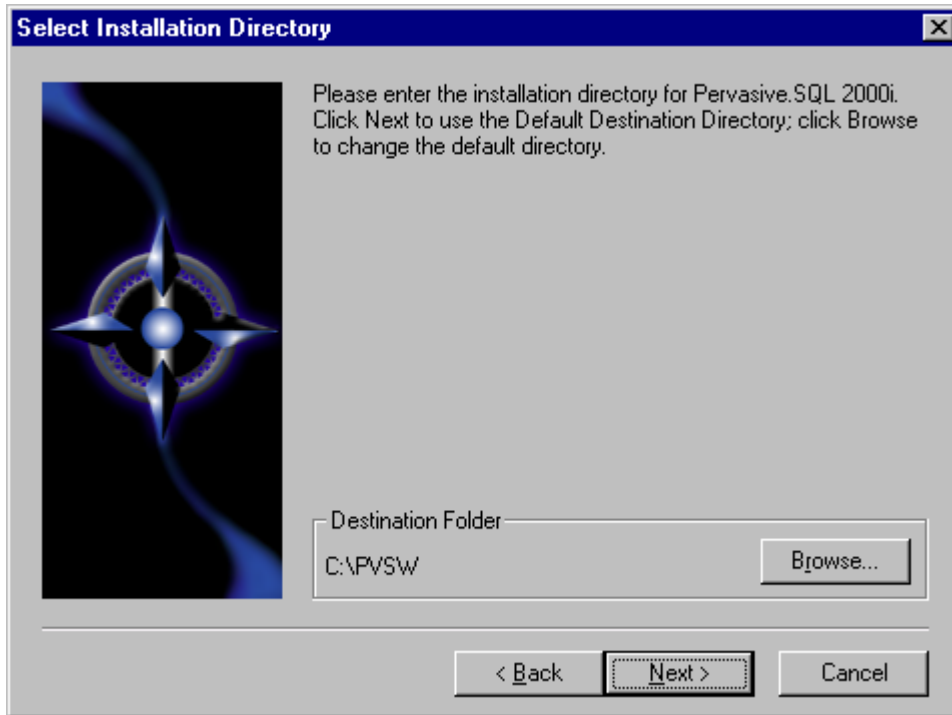 Select Installation Directory
Please enter the installation directory for Pervasive.SQL 2000i.
Click Next to use the Default Destination Directory; click Browse
to change the default directory.
Destination Folder
C:\PVSW
Browse...
< Back
Next >
Cancel